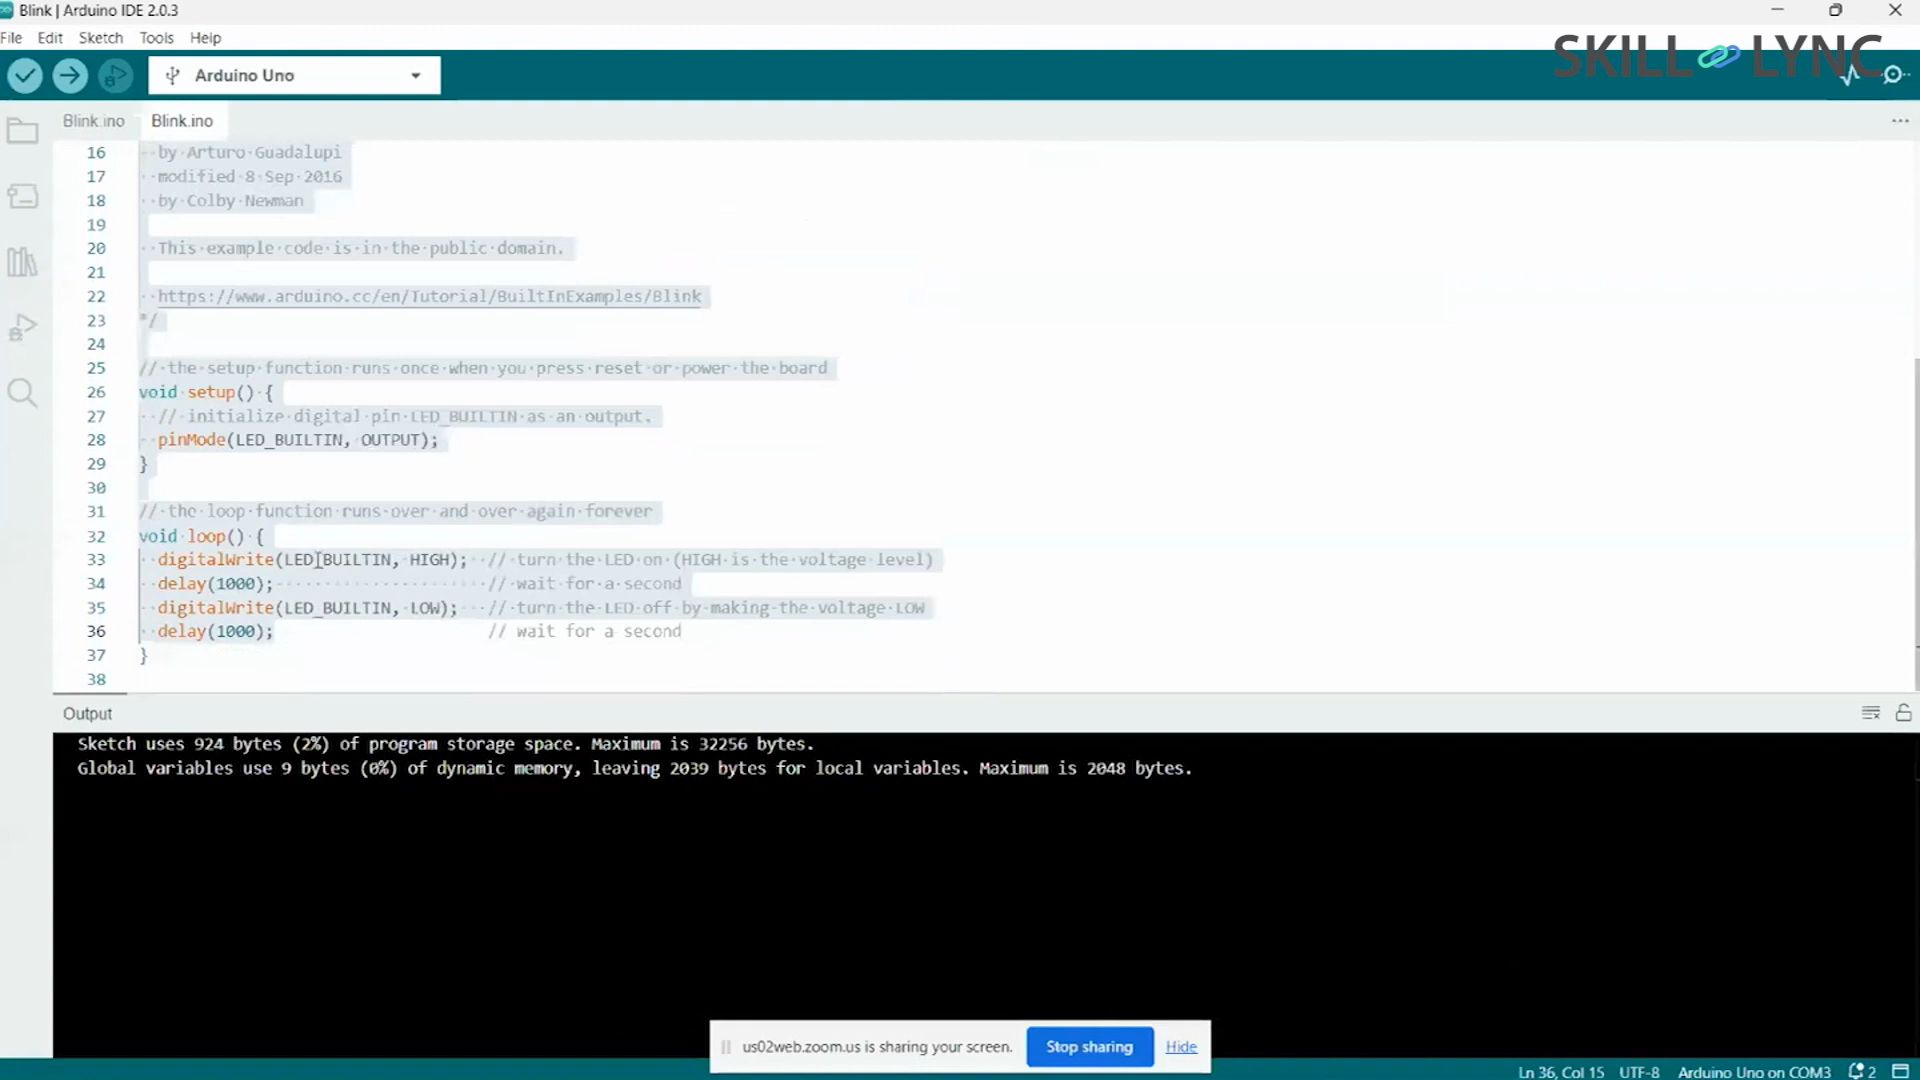 Blink | Arduino IDE 2.0.3
File Edit Sketch Tools Help
SKILL LYNC
Arduino Uno
Blink.ino Blink.ino
16 by Arturo Guadalupi
17 modified 8 Sep 2016
18 by Colby Newman
19
20 This example code is in the public domain.
21
22 https://www.arduino.cc/en/Tutorial/BuiltInExamples/Blink
23 */
24
25 // the setup function runs once when you press reset or power the board
26 void setup() {
27 // initialize digital pin LED_BUILTIN as an output.
28 pinMode(LED_BUILTIN, OUTPUT);
29 }
30
31 // the loop function runs over and over again forever
32 void loop() {
33 digitalWrite(LED_BUILTIN, HIGH); // turn the LED on (HIGH is the voltage level)
34 delay(1000); // wait for a second
35 digitalWrite(LED_BUILTIN, LOW); // turn the LED off by making the voltage LOW
36 delay(1000); // wait for a second
37 }
38
Output
Sketch uses 924 bytes (2%) of program storage space. Maximum is 32256 bytes.
Global variables use 9 bytes (0%) of dynamic memory, leaving 2039 bytes for local variables. Maximum is 2048 bytes.
us02web.zoom.us is sharing your screen. Stop sharing Hide
Ln 36, Col 15 UTF-8 Arduino Uno on COM3 2